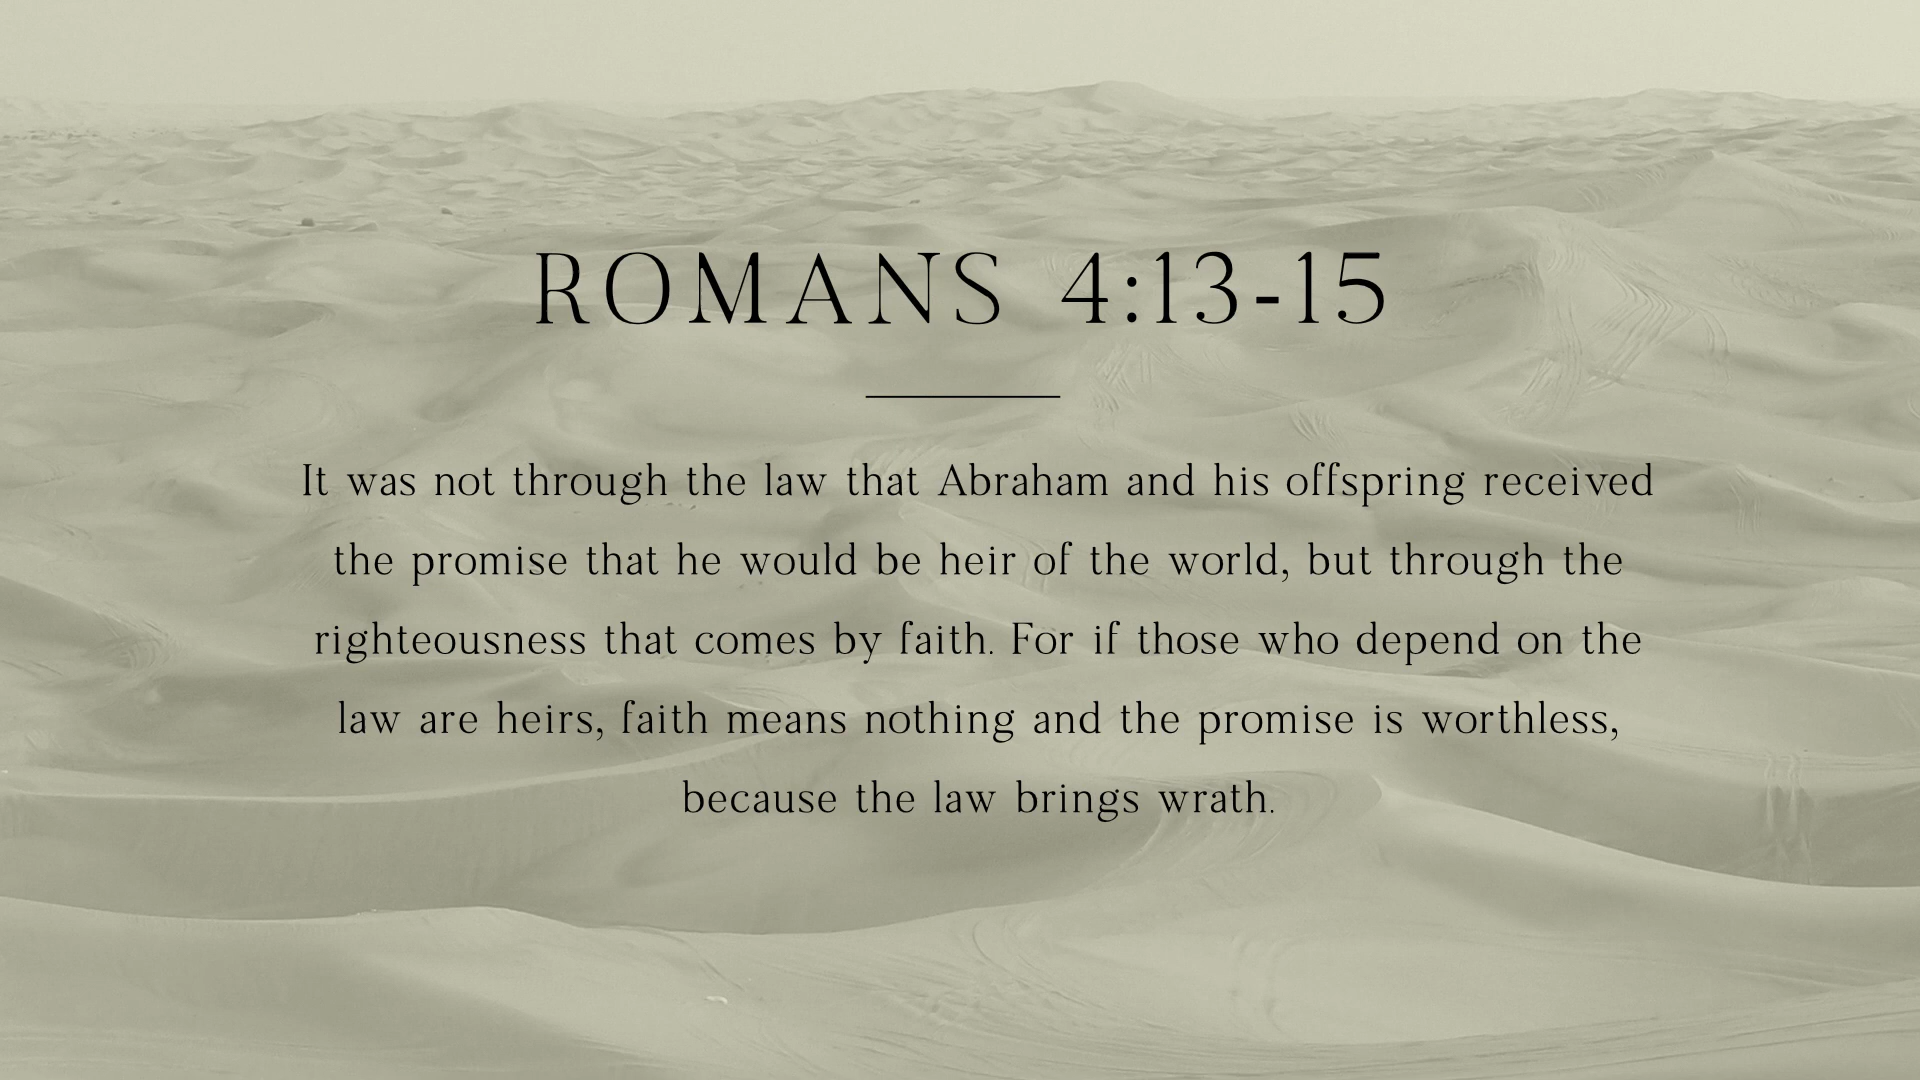 ROMANS 4:13-15
It was not through the law that Abraham and his offspring received
the promise that he would be heir of the world, but through the
righteousness that comes by faith. For if those who depend on the
law are heirs, faith means nothing and the promise is worthless,
because the law brings wrath.